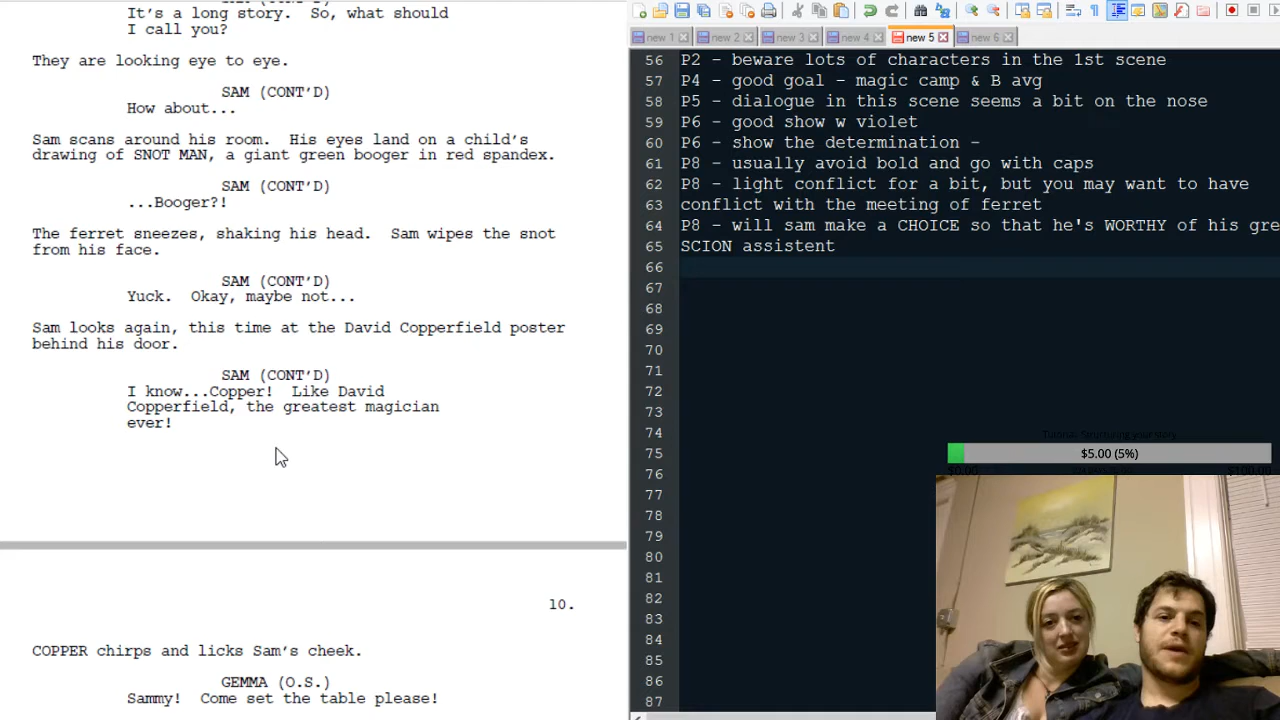 It's a long story.  So, what should
I call you?
They are looking eye to eye.
SAM (CONT'D)
How about...
Sam scans around his room.  His eyes land on a child's
drawing of SNOT MAN, a giant green booger in red spandex.
SAM (CONT'D)
...Booger?!
The ferret sneezes, shaking his head.  Sam wipes the snot
from his face.
SAM (CONT'D)
Yuck.  Okay, maybe not...
Sam looks again, this time at the David Copperfield poster
behind his door.
SAM (CONT'D)
I know...Copper!  Like David
Copperfield, the greatest magician
ever!
10.
COPPER chirps and licks Sam's cheek.
GEMMA (O.S.)
Sammy!  Come set the table please!
new 1
new 2
new 3
new 4
new 5
new 6
56 P2 - beware lots of characters in the 1st scene
57 P4 - good goal - magic camp & B avg
58 P5 - dialogue in this scene seems a bit on the nose
59 P6 - good show w violet
60 P6 - show the determination -
61 P8 - usually avoid bold and go with caps
62 P8 - light conflict for a bit, but you may want to have
63 conflict with the meeting of ferret
64 P8 - will sam make a CHOICE so that he's WORTHY of his gre
65 SCION assistent
66
67
68
69
70
71
72
73
74
75
76
77
78
79
80
81
82
83
84
85
86
87
Tutorial: Structuring your story
$5.00 (5%)
$0.00
$100.00